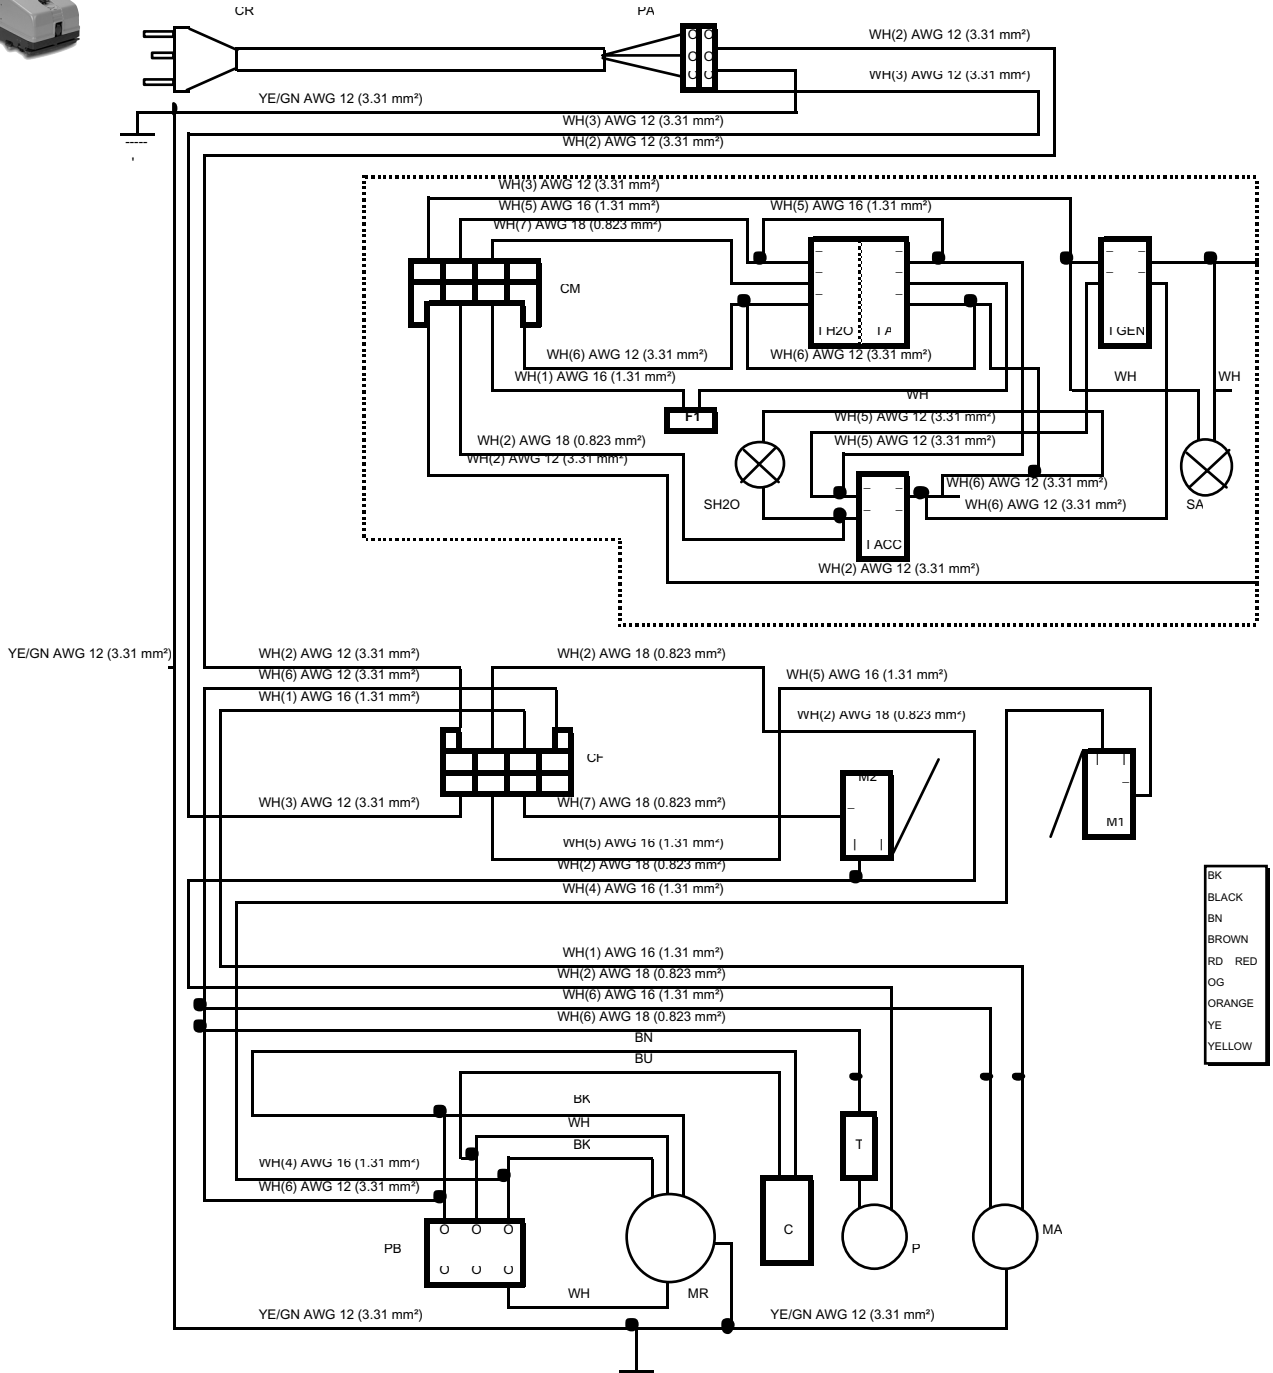 CR
PA
WH(2) AWG 12 (3.31 mm²)
WH(3) AWG 12 (3.31 mm²)
YE/GN AWG 12 (3.31 mm²)
WH(3) AWG 12 (3.31 mm²)
WH(2) AWG 12 (3.31 mm²)
WH(3) AWG 12 (3.31 mm²)
WH(5) AWG 16 (1.31 mm²)
WH(5) AWG 16 (1.31 mm²)
WH(7) AWG 18 (0.823 mm²)
CM
I H2O
I A
I GEN
WH(6) AWG 12 (3.31 mm²)
WH(6) AWG 12 (3.31 mm²)
WH(1) AWG 16 (1.31 mm²)
WH
WH
WH
F1
WH(5) AWG 12 (3.31 mm²)
WH(2) AWG 18 (0.823 mm²)
WH(5) AWG 12 (3.31 mm²)
WH(2) AWG 12 (3.31 mm²)
WH(6) AWG 12 (3.31 mm²)
SH2O
WH(6) AWG 12 (3.31 mm²)
SA
I ACC
WH(2) AWG 12 (3.31 mm²)
YE/GN AWG 12 (3.31 mm²)
WH(2) AWG 12 (3.31 mm²)
WH(2) AWG 18 (0.823 mm²)
WH(6) AWG 12 (3.31 mm²)
WH(5) AWG 16 (1.31 mm²)
WH(1) AWG 16 (1.31 mm²)
WH(2) AWG 18 (0.823 mm²)
CF
M2
WH(3) AWG 12 (3.31 mm²)
WH(7) AWG 18 (0.823 mm²)
M1
WH(5) AWG 16 (1.31 mm²)
WH(2) AWG 18 (0.823 mm²)
WH(4) AWG 16 (1.31 mm²)
BK
BLACK
BN
BROWN
RD RED
OG
ORANGE
YE
YELLOW
WH(1) AWG 16 (1.31 mm²)
WH(2) AWG 18 (0.823 mm²)
WH(6) AWG 16 (1.31 mm²)
WH(6) AWG 18 (0.823 mm²)
BN
BU
BK
WH
BK
T
WH(4) AWG 16 (1.31 mm²)
WH(6) AWG 12 (3.31 mm²)
C
MA
PB
P
WH
MR
YE/GN AWG 12 (3.31 mm²)
YE/GN AWG 12 (3.31 mm²)